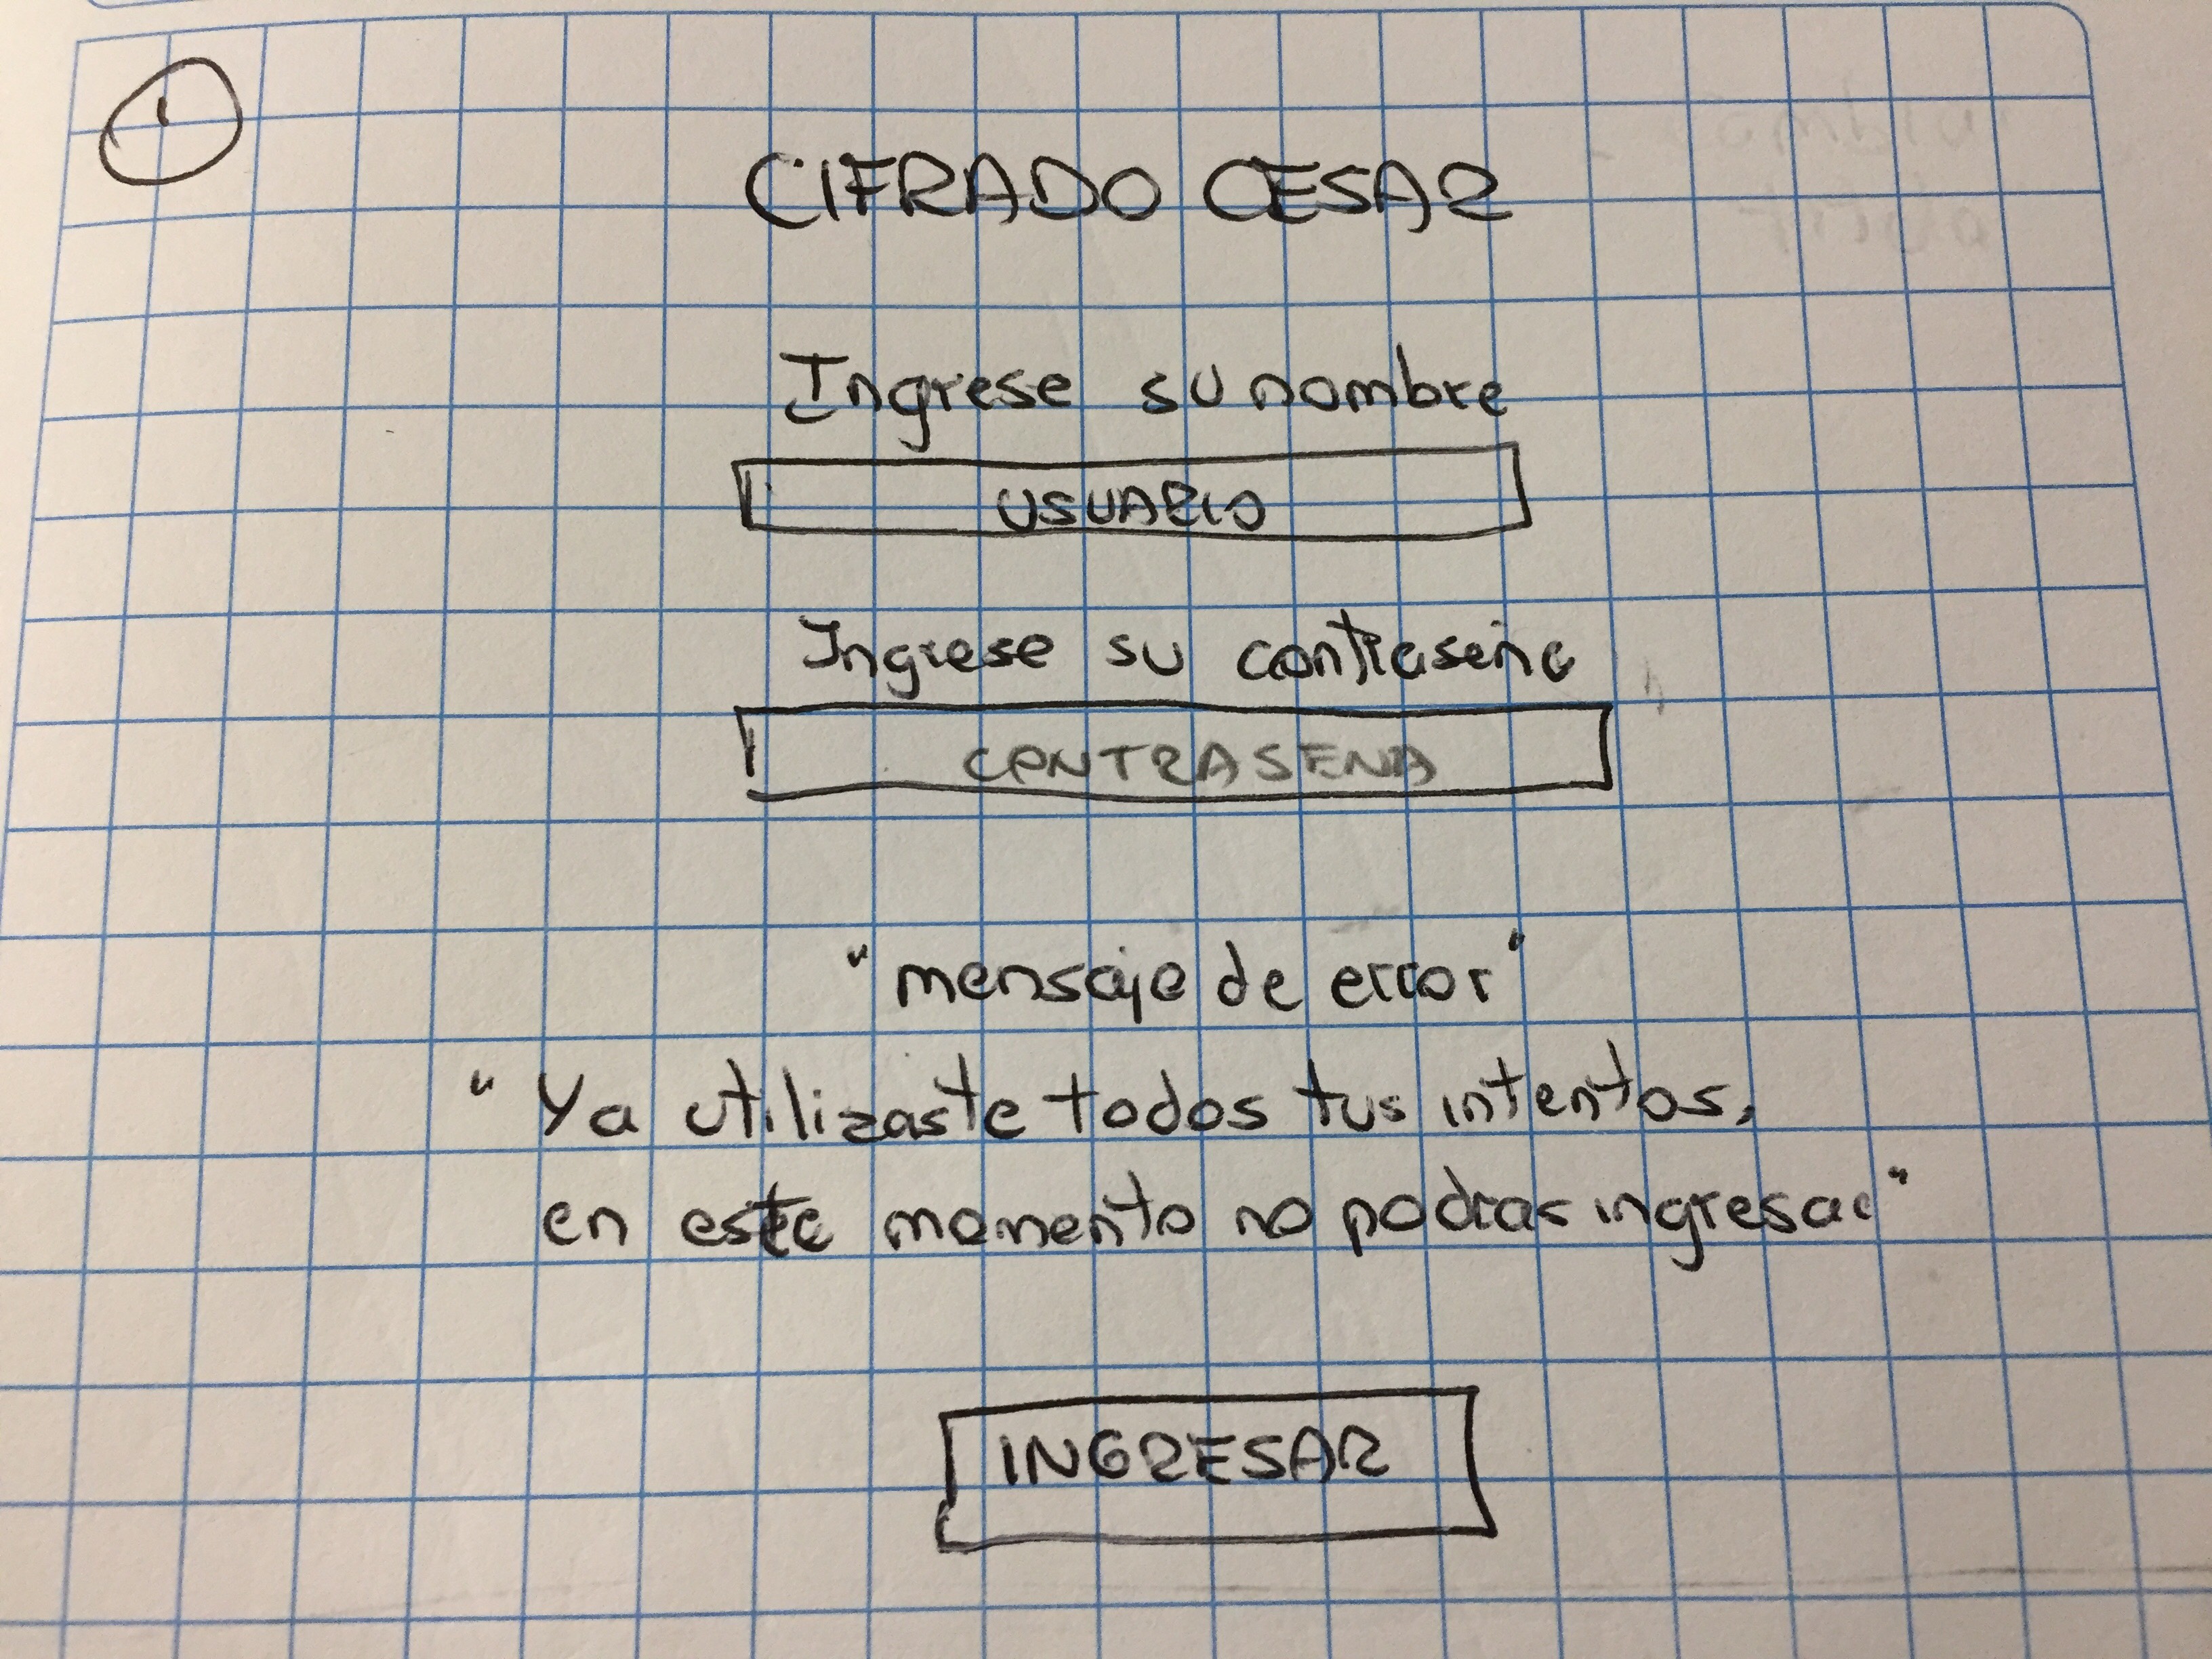 1
CIFRADO CESAR
Ingrese su nombre
USUARIO
Ingrese su contraseña
CONTRASENA
"mensaje de error"
"Ya utilizaste todos tus intentos,
en este momento no podras ingresar"
INGRESAR